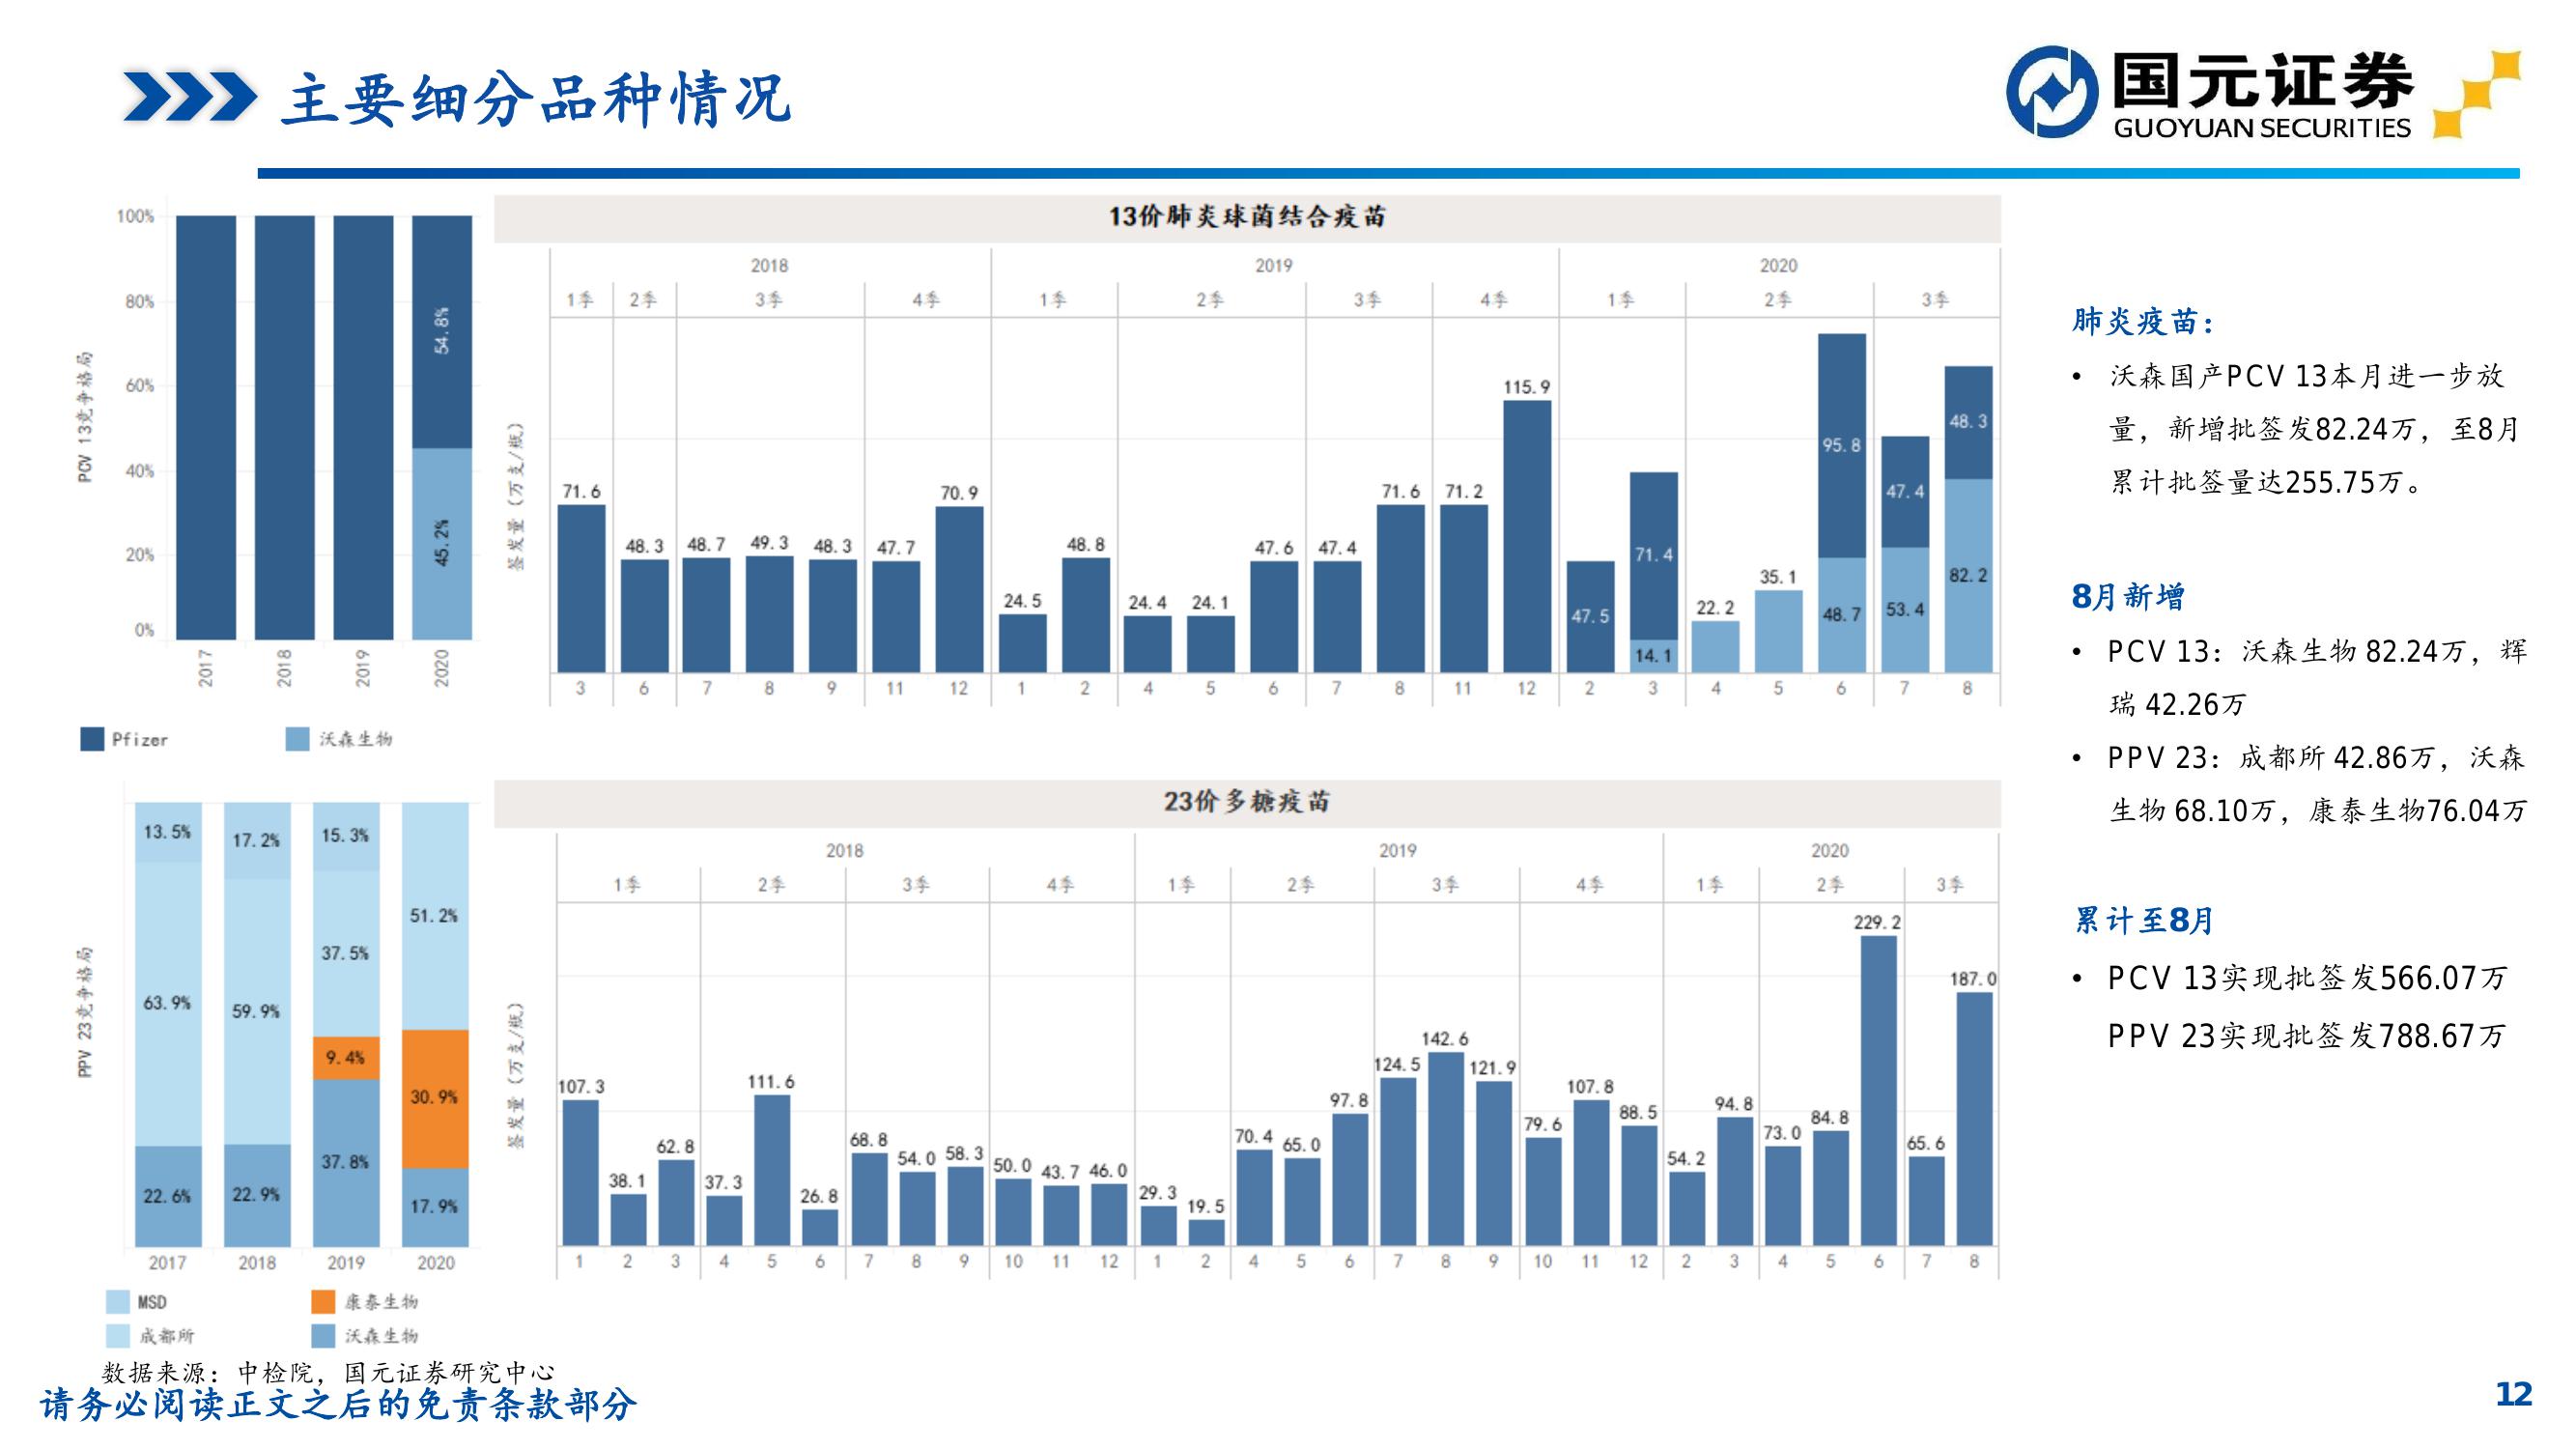 主要细分品种情况
国元证券
GUOYUAN SECURITIES
13价肺炎球菌结合疫苗
PCV 13竞争格局
100%
80%
60%
40%
20%
0%
54.8%
45.2%
2017 2018 2019 2020
Pfizer 沃森生物
签发量（万支/瓶）
2018 2019 2020
1季 2季 3季 4季 1季 2季 3季 4季 1季 2季 3季
71.6 48.3 48.7 49.3 48.3 47.7 70.9 24.5 48.8 24.4 24.1 47.6 47.4 71.6 71.2 115.9 47.5 71.4 14.1 22.2 35.1 95.8 48.7 47.4 53.4 48.3 82.2
3 6 7 8 9 11 12 1 2 4 5 6 7 8 11 12 2 3 4 5 6 7 8
23价多糖疫苗
PPV 23竞争格局
13.5% 17.2% 15.3% 51.2%
63.9% 59.9% 37.5%
9.4% 30.9%
22.6% 22.9% 37.8% 17.9%
2017 2018 2019 2020
MSD 康泰生物
成都所 沃森生物
签发量（万支/瓶）
2018 2019 2020
1季 2季 3季 4季 1季 2季 3季 4季 1季 2季 3季
107.3 38.1 62.8 37.3 111.6 26.8 68.8 54.0 58.3 50.0 43.7 46.0 29.3 19.5 70.4 65.0 97.8 124.5 142.6 121.9 79.6 107.8 88.5 54.2 94.8 73.0 84.8 229.2 65.6 187.0
1 2 3 4 5 6 7 8 9 10 11 12 1 2 4 5 6 7 8 9 10 11 12 2 3 4 5 6 7 8
肺炎疫苗：
• 沃森国产PCV 13本月进一步放
量，新增批签发82.24万，至8月
累计批签量达255.75万。
8月新增
• PCV 13：沃森生物 82.24万，辉
瑞 42.26万
• PPV 23：成都所 42.86万，沃森
生物 68.10万，康泰生物76.04万
累计至8月
• PCV 13实现批签发566.07万
PPV 23实现批签发788.67万
数据来源：中检院，国元证券研究中心
请务必阅读正文之后的免责条款部分
12